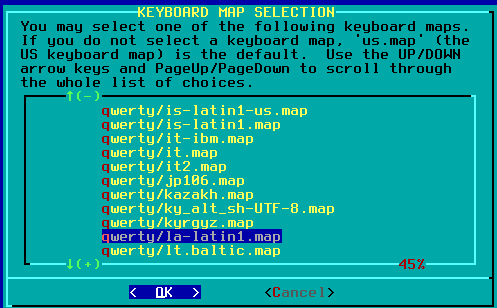 KEYBOARD MAP SELECTION
You may select one of the following keyboard maps.
If you do not select a keyboard map, 'us.map' (the
US keyboard map) is the default.  Use the UP/DOWN
arrow keys and PageUp/PageDown to scroll through
the whole list of choices.
↑(-)
qwerty/is-latin1-us.map
qwerty/is-latin1.map
qwerty/it-ibm.map
qwerty/it.map
qwerty/it2.map
qwerty/jp106.map
qwerty/kazakh.map
qwerty/ky_alt_sh-UTF-8.map
qwerty/kyrgyz.map
qwerty/la-latin1.map
qwerty/lt.baltic.map
↓(+) 45%
< OK > <Cancel>